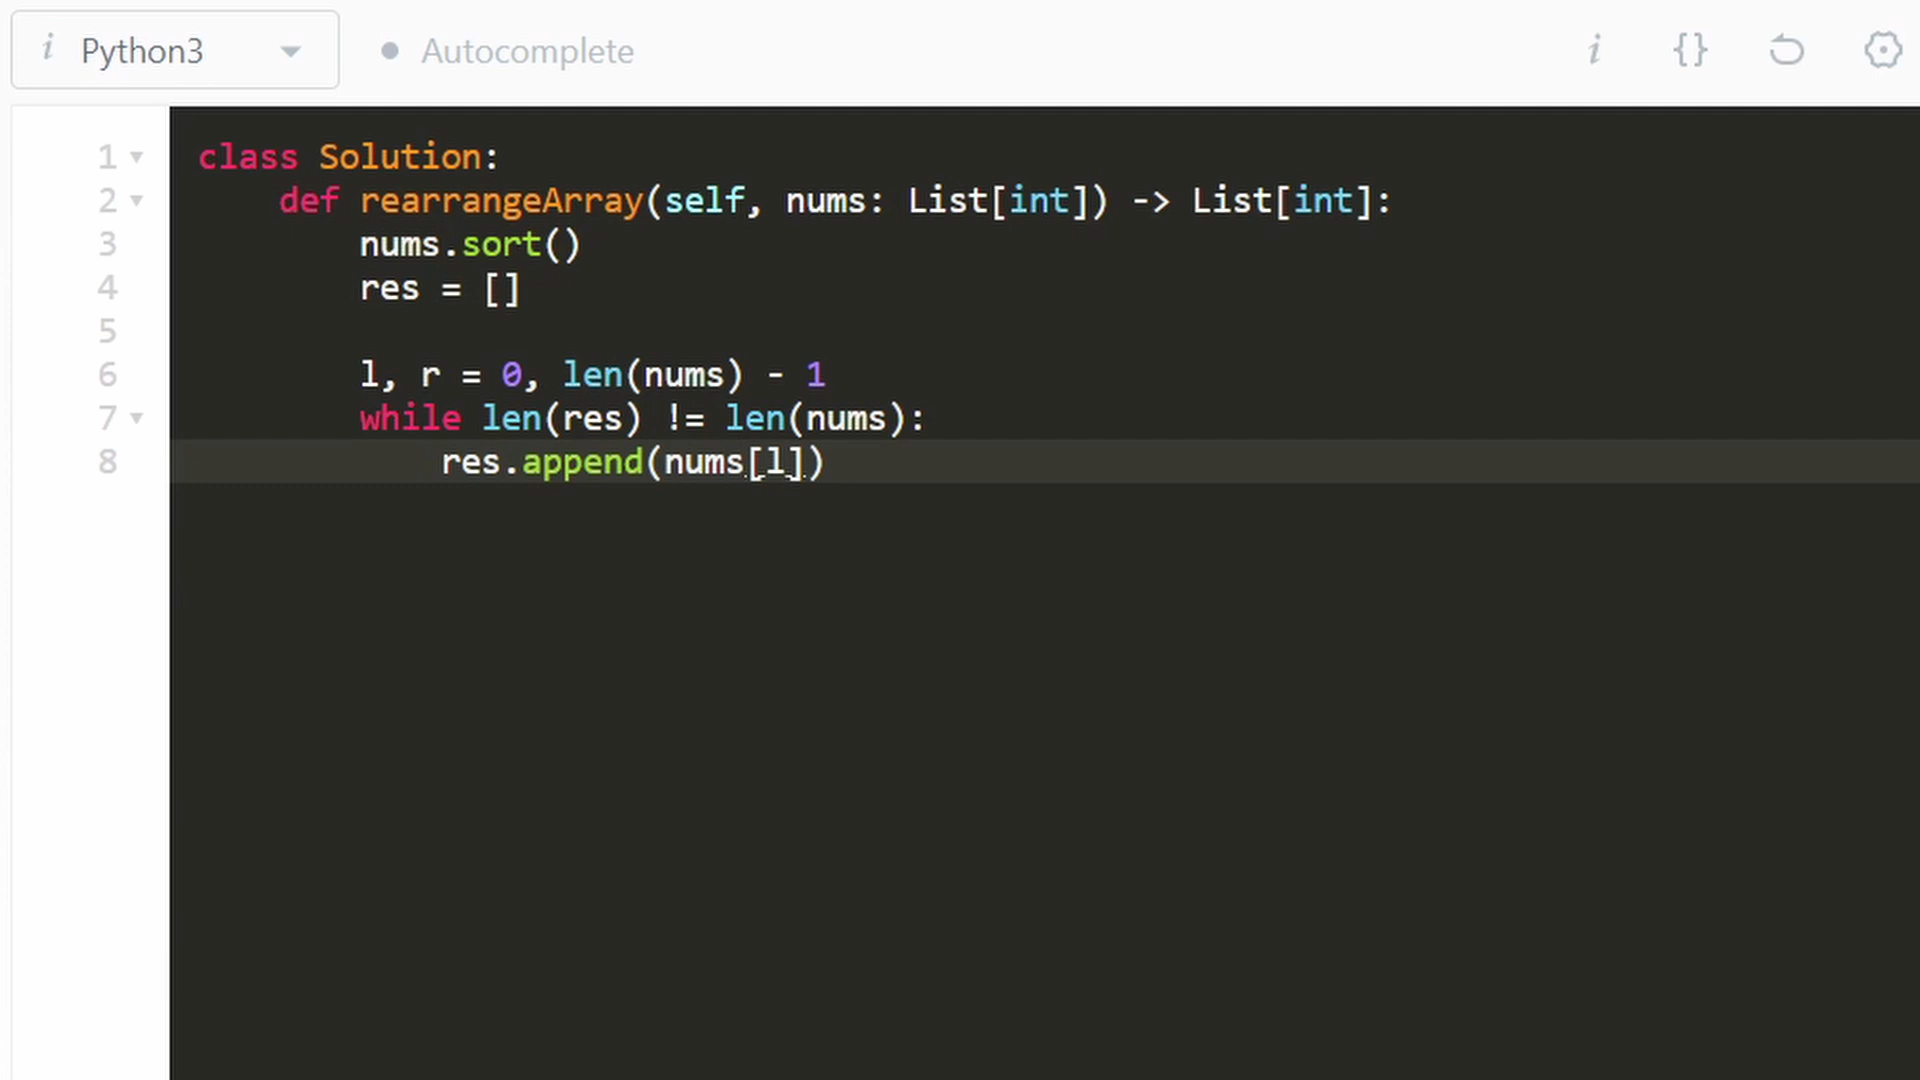 i Python3 Autocomplete i {}
1 class Solution:
2 def rearrangeArray(self, nums: List[int]) -> List[int]:
3 nums.sort()
4 res = []
5
6 l, r = 0, len(nums) - 1
7 while len(res) != len(nums):
8 res.append(nums[l])